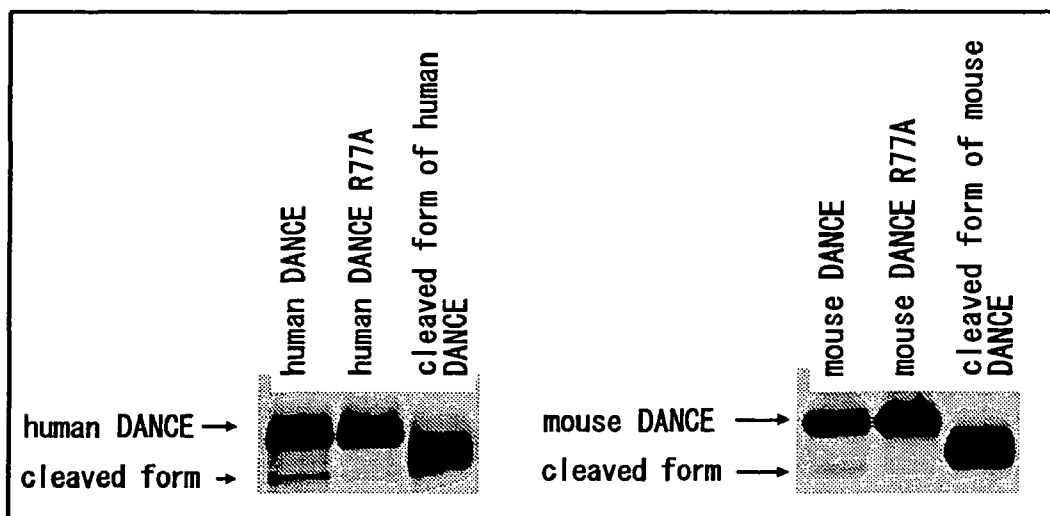 human DANCE
human DANCE R77A
cleaved form of human
DANCE
human DANCE →
cleaved form →
mouse DANCE
mouse DANCE R77A
cleaved form of mouse
DANCE
mouse DANCE →
cleaved form →